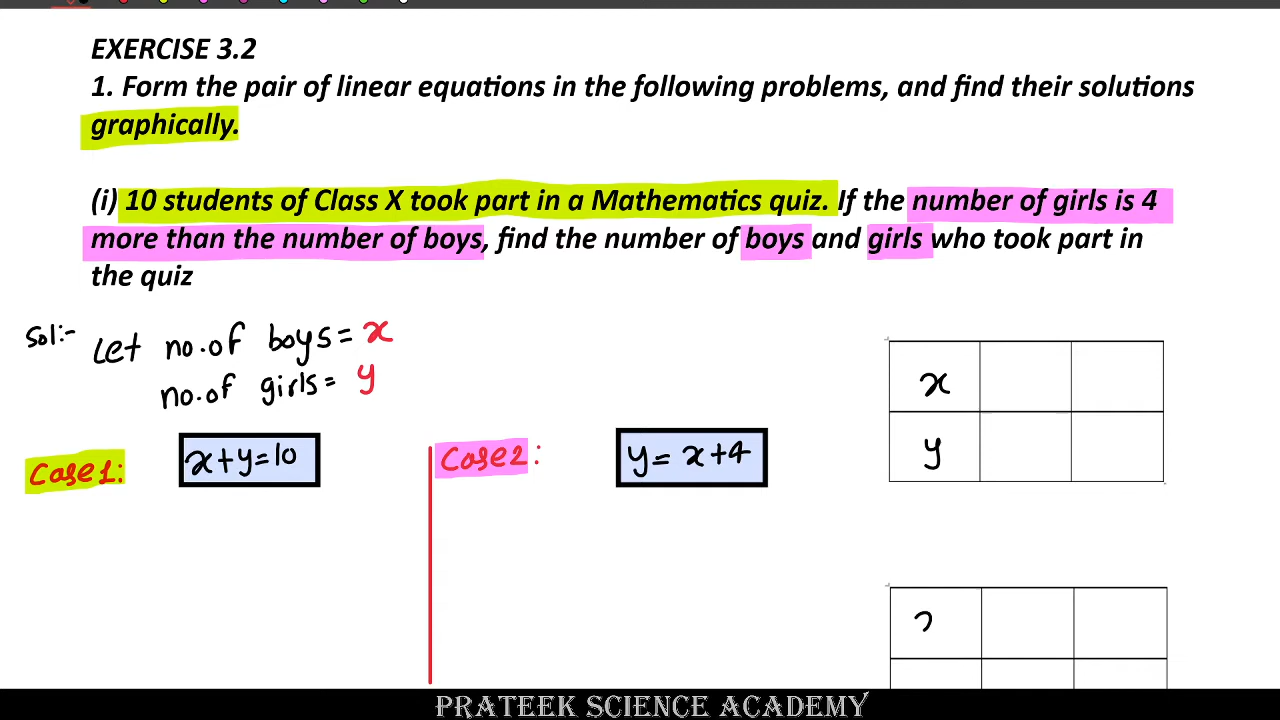 EXERCISE 3.2
1. Form the pair of linear equations in the following problems, and find their solutions
graphically.
(i) 10 students of Class X took part in a Mathematics quiz. If the number of girls is 4
more than the number of boys, find the number of boys and girls who took part in
the quiz
Sol:- Let no.of boys = x
no.of girls = y
Case1: x+y=10
Case2: y = x+4
x
y
PRATEEK SCIENCE ACADEMY